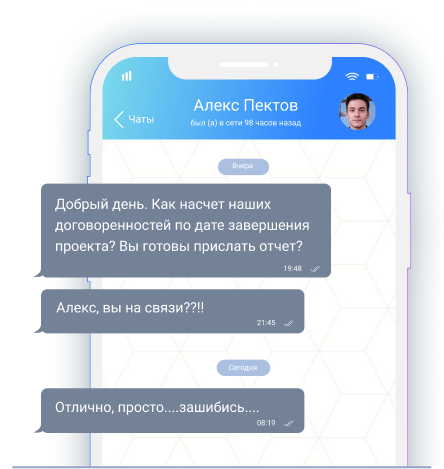 Алекс Пектов
Чаты
был (а) в сети 98 часов назад
Вчера
Добрый день. Как насчет наших
договоренностей по дате завершения
проекта? Вы готовы прислать отчет?
19:48
Алекс, вы на связи??!!
21:45
Сегодня
Отлично, просто....зашибись....
08:19